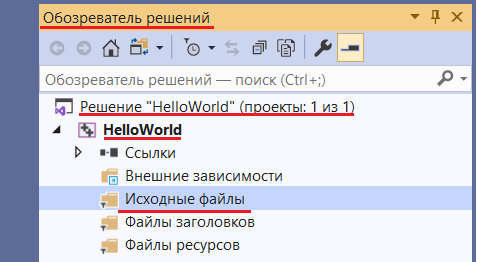 Обозреватель решений
Обозреватель решений — поиск (Ctrl+;)
Решение "HelloWorld" (проекты: 1 из 1)
HelloWorld
Ссылки
Внешние зависимости
Исходные файлы
Файлы заголовков
Файлы ресурсов